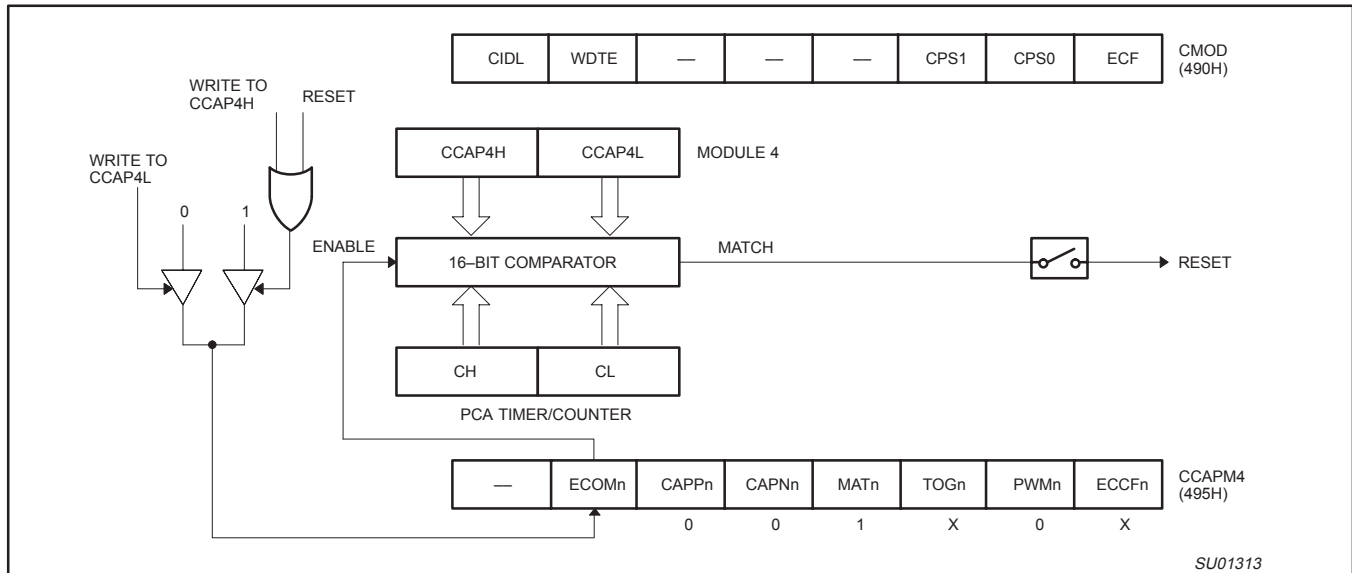 CIDL WDTE — — — CPS1 CPS0 ECF
CMOD
(490H)
WRITE TO
CCAP4H
RESET
CCAP4H CCAP4L
MODULE 4
WRITE TO
CCAP4L
0 1
ENABLE
16–BIT COMPARATOR
MATCH
RESET
CH CL
PCA TIMER/COUNTER
— ECOMn CAPPn CAPNn MATn TOGn PWMn ECCFn
CCAPM4
(495H)
0 0 1 X 0 X
SU01313